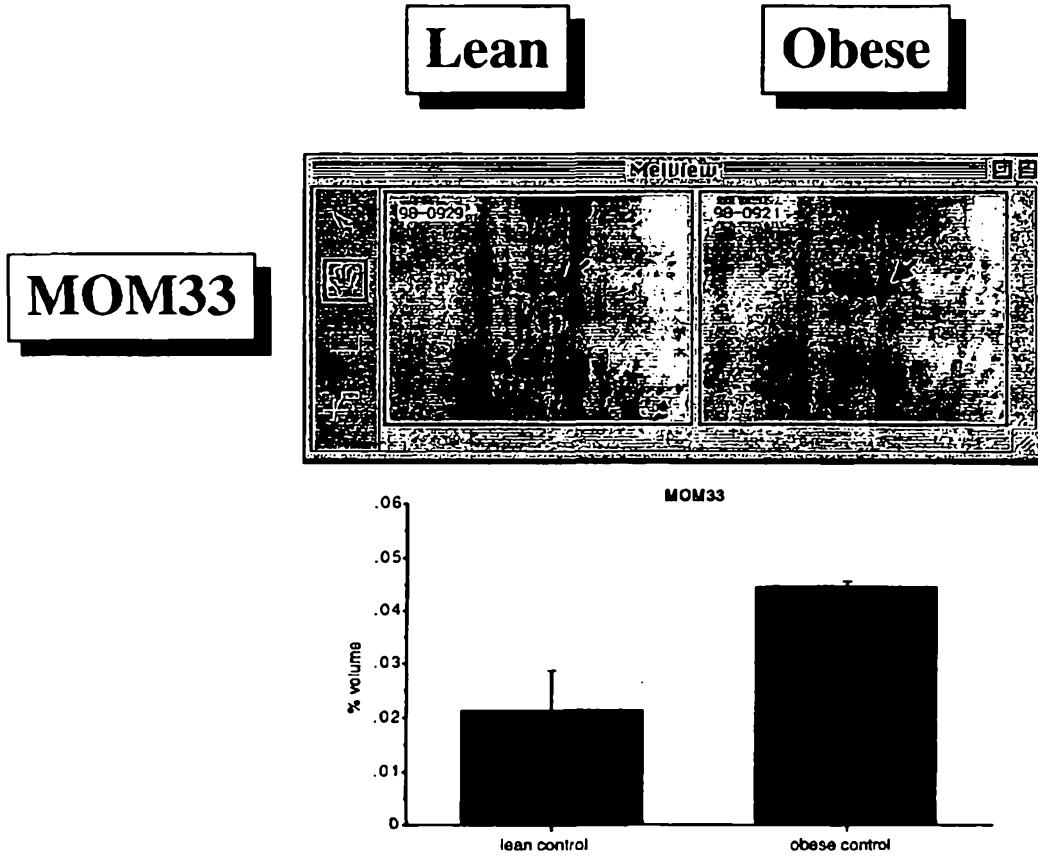 Lean
Obese
MelView
98-0929
98-0921
MOM33
MOM33
.06
.05
.04
.03
.02
.01
0
% volume
lean control
obese control